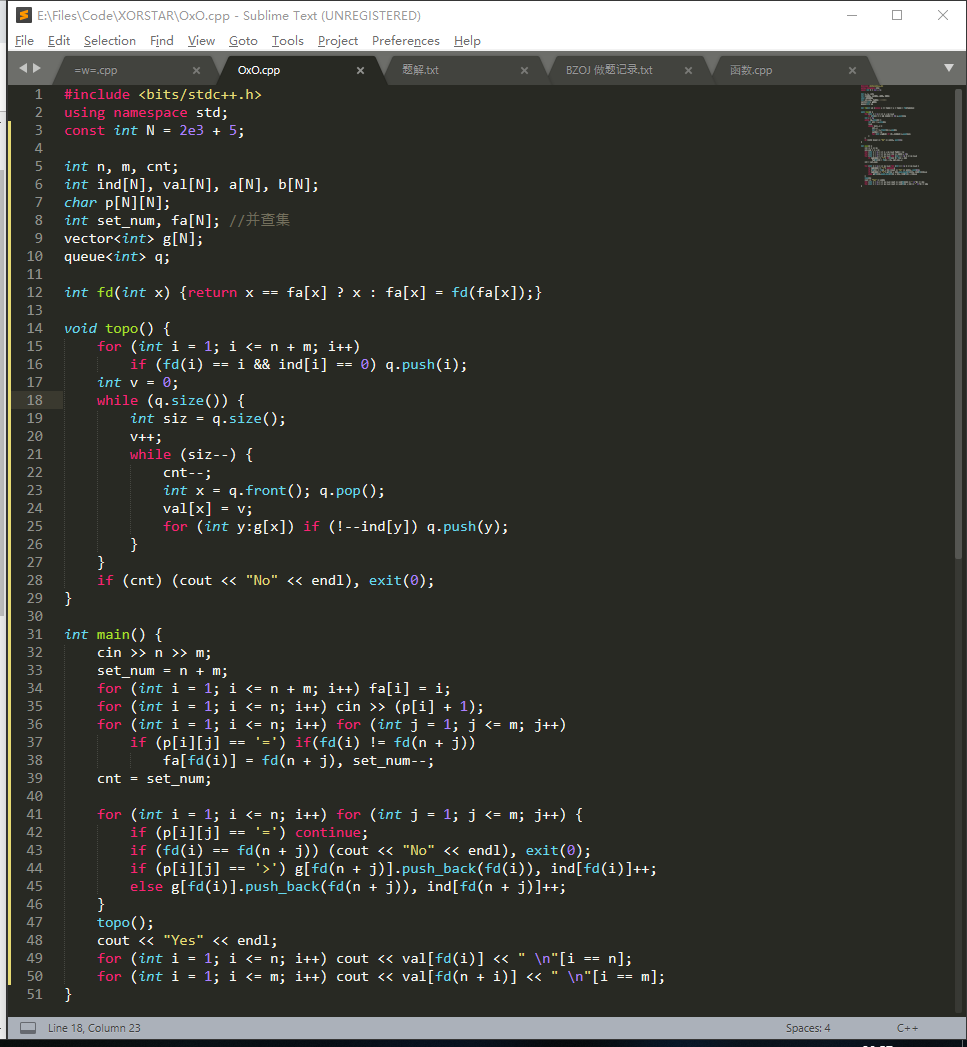 E:\Files\Code\XORSTAR\OxO.cpp - Sublime Text (UNREGISTERED)
File Edit Selection Find View Goto Tools Project Preferences Help
=w=.cpp × OxO.cpp × 题解.txt × BZOJ 做题记录.txt × 函数.cpp ×
1 #include <bits/stdc++.h>
2 using namespace std;
3 const int N = 2e3 + 5;
4
5 int n, m, cnt;
6 int ind[N], val[N], a[N], b[N];
7 char p[N][N];
8 int set_num, fa[N]; //并查集
9 vector<int> g[N];
10 queue<int> q;
11
12 int fd(int x) {return x == fa[x] ? x : fa[x] = fd(fa[x]);}
13
14 void topo() {
15     for (int i = 1; i <= n + m; i++)
16         if (fd(i) == i && ind[i] == 0) q.push(i);
17     int v = 0;
18     while (q.size()) {
19         int siz = q.size();
20         v++;
21         while (siz--) {
22             cnt--;
23             int x = q.front(); q.pop();
24             val[x] = v;
25             for (int y:g[x]) if (!--ind[y]) q.push(y);
26         }
27     }
28     if (cnt) (cout << "No" << endl), exit(0);
29 }
30
31 int main() {
32     cin >> n >> m;
33     set_num = n + m;
34     for (int i = 1; i <= n + m; i++) fa[i] = i;
35     for (int i = 1; i <= n; i++) cin >> (p[i] + 1);
36     for (int i = 1; i <= n; i++) for (int j = 1; j <= m; j++)
37         if (p[i][j] == '=') if(fd(i) != fd(n + j))
38             fa[fd(i)] = fd(n + j), set_num--;
39     cnt = set_num;
40
41     for (int i = 1; i <= n; i++) for (int j = 1; j <= m; j++) {
42         if (p[i][j] == '=') continue;
43         if (fd(i) == fd(n + j)) (cout << "No" << endl), exit(0);
44         if (p[i][j] == '>') g[fd(n + j)].push_back(fd(i)), ind[fd(i)]++;
45         else g[fd(i)].push_back(fd(n + j)), ind[fd(n + j)]++;
46     }
47     topo();
48     cout << "Yes" << endl;
49     for (int i = 1; i <= n; i++) cout << val[fd(i)] << " \n"[i == n];
50     for (int i = 1; i <= m; i++) cout << val[fd(n + i)] << " \n"[i == m];
51 }
Line 18, Column 23 Spaces: 4 C++